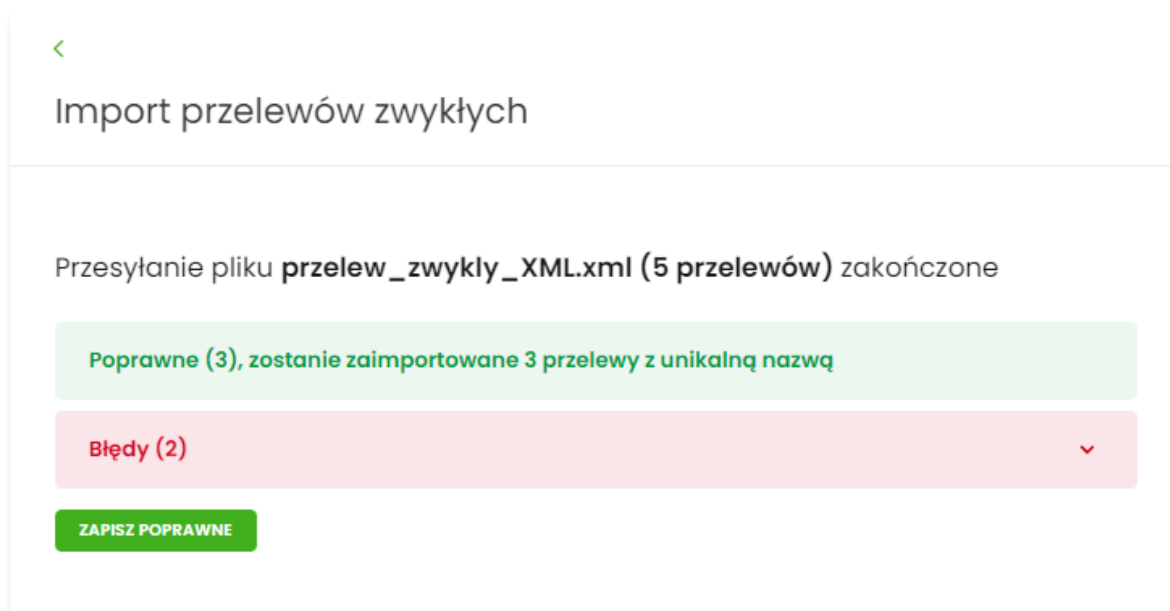 Import przelewów zwykłych
Przesyłanie pliku przelew_zwykly_XML.xml (5 przelewów) zakończone
Poprawne (3), zostanie zaimportowane 3 przelewy z unikalną nazwą
Błędy (2)
ZAPISZ POPRAWNE